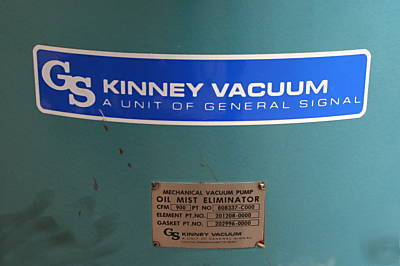 GS KINNEY VACUUM
A UNIT OF GENERAL SIGNAL
MECHANICAL VACUUM PUMP
OIL MIST ELIMINATOR
CFM 900 PT NO 808337-C000
ELEMENT PT.NO. 201208-0000
GASKET PT.NO. 202996-0000
GS KINNEY VACUUM